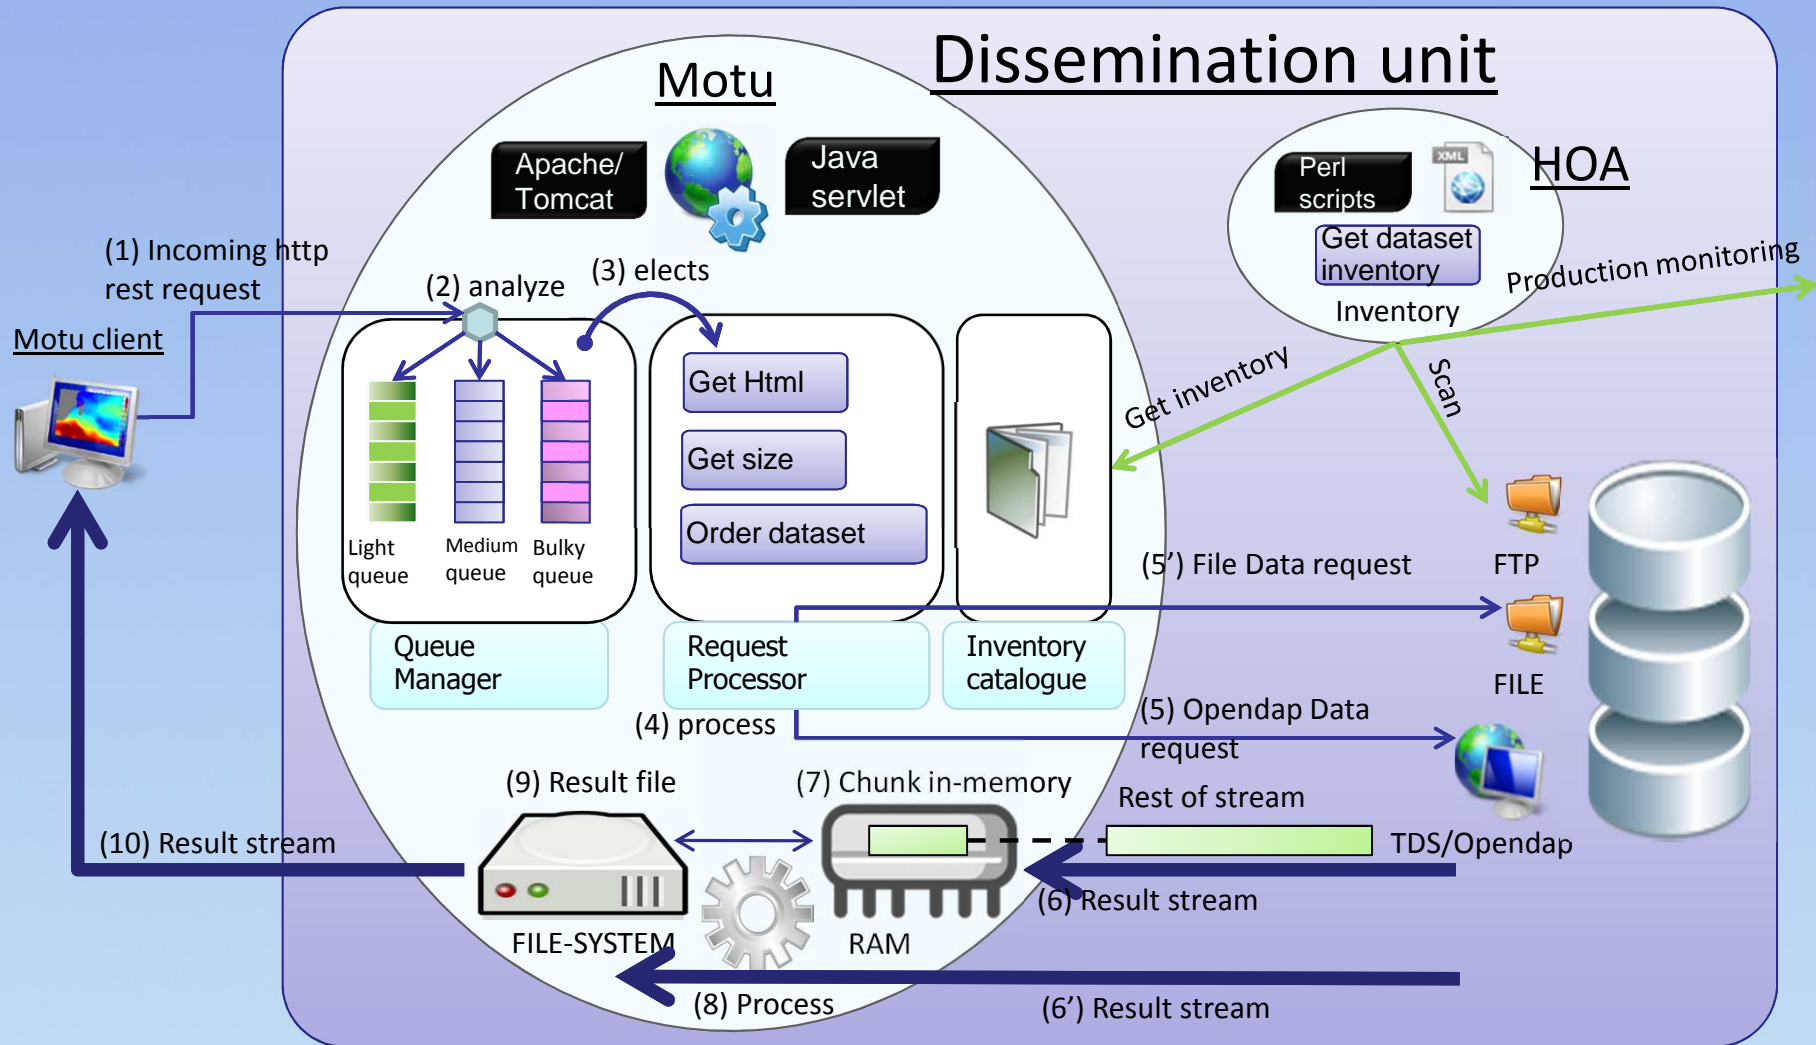 Dissemination unit
Motu
Apache/
Tomcat
Java
servlet
Perl
scripts
XML
HOA
Get dataset
inventory
Inventory
Production monitoring
(1) Incoming http
rest request
(2) analyze
(3) elects
Motu client
Get Html
Get size
Order dataset
Get inventory
Scan
Light
queue
Medium
queue
Bulky
queue
(5’) File Data request
FTP
Queue
Manager
Request
Processor
Inventory
catalogue
FILE
(4) process
(5) Opendap Data
request
(9) Result file
(7) Chunk in-memory
Rest of stream
(10) Result stream
TDS/Opendap
(6) Result stream
FILE-SYSTEM
RAM
(8) Process
(6’) Result stream